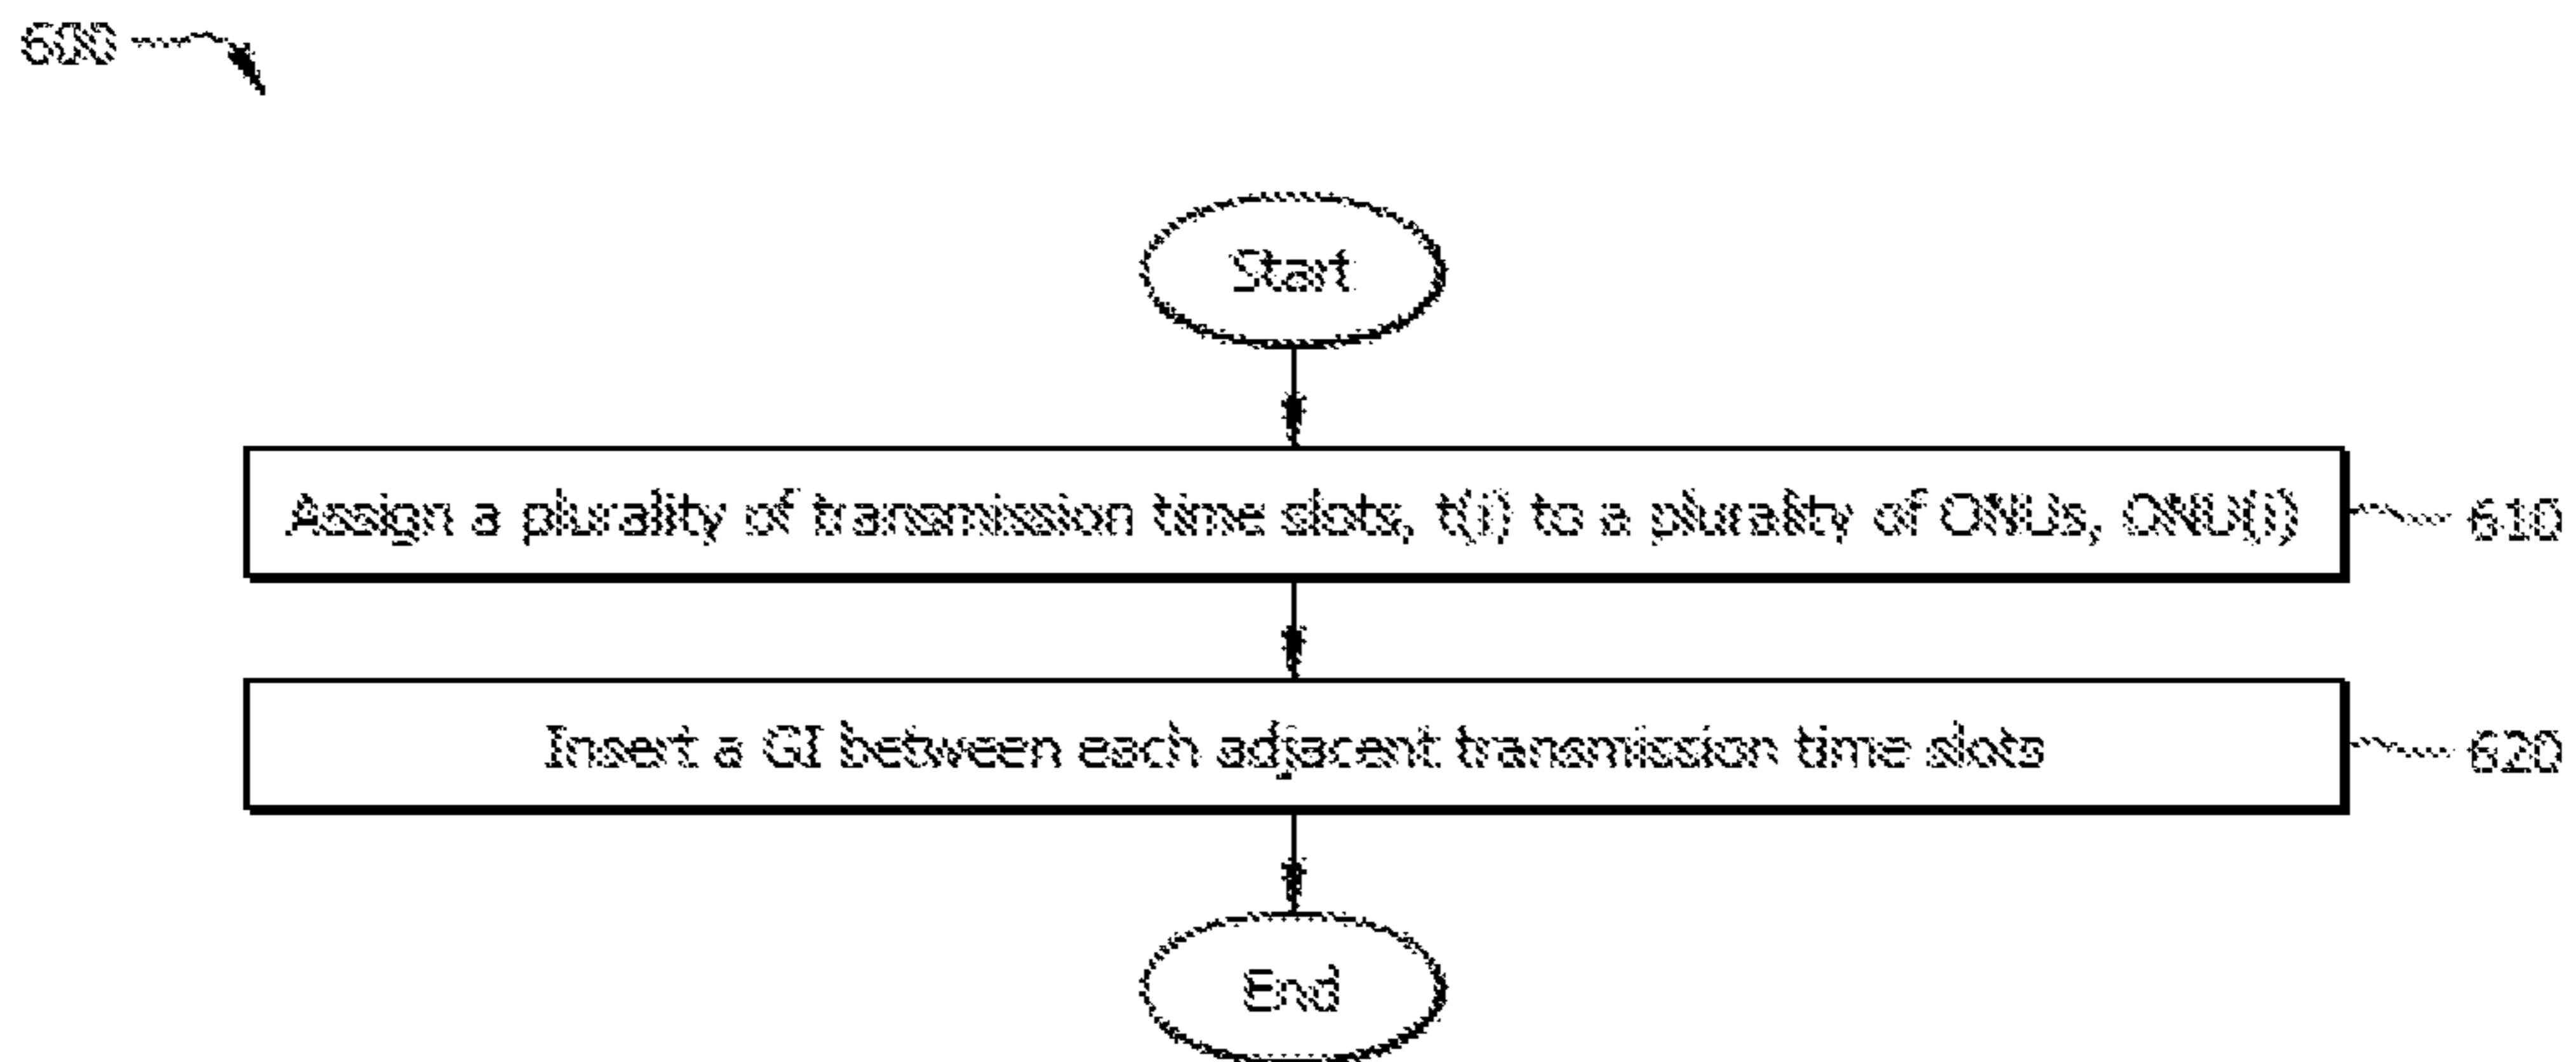 600
Start
Assign a plurality of transmission time slots, t(i) to a plurality of ONUs, ONU(i)
610
Insert a GI between each adjacent transmission time slots
620
End